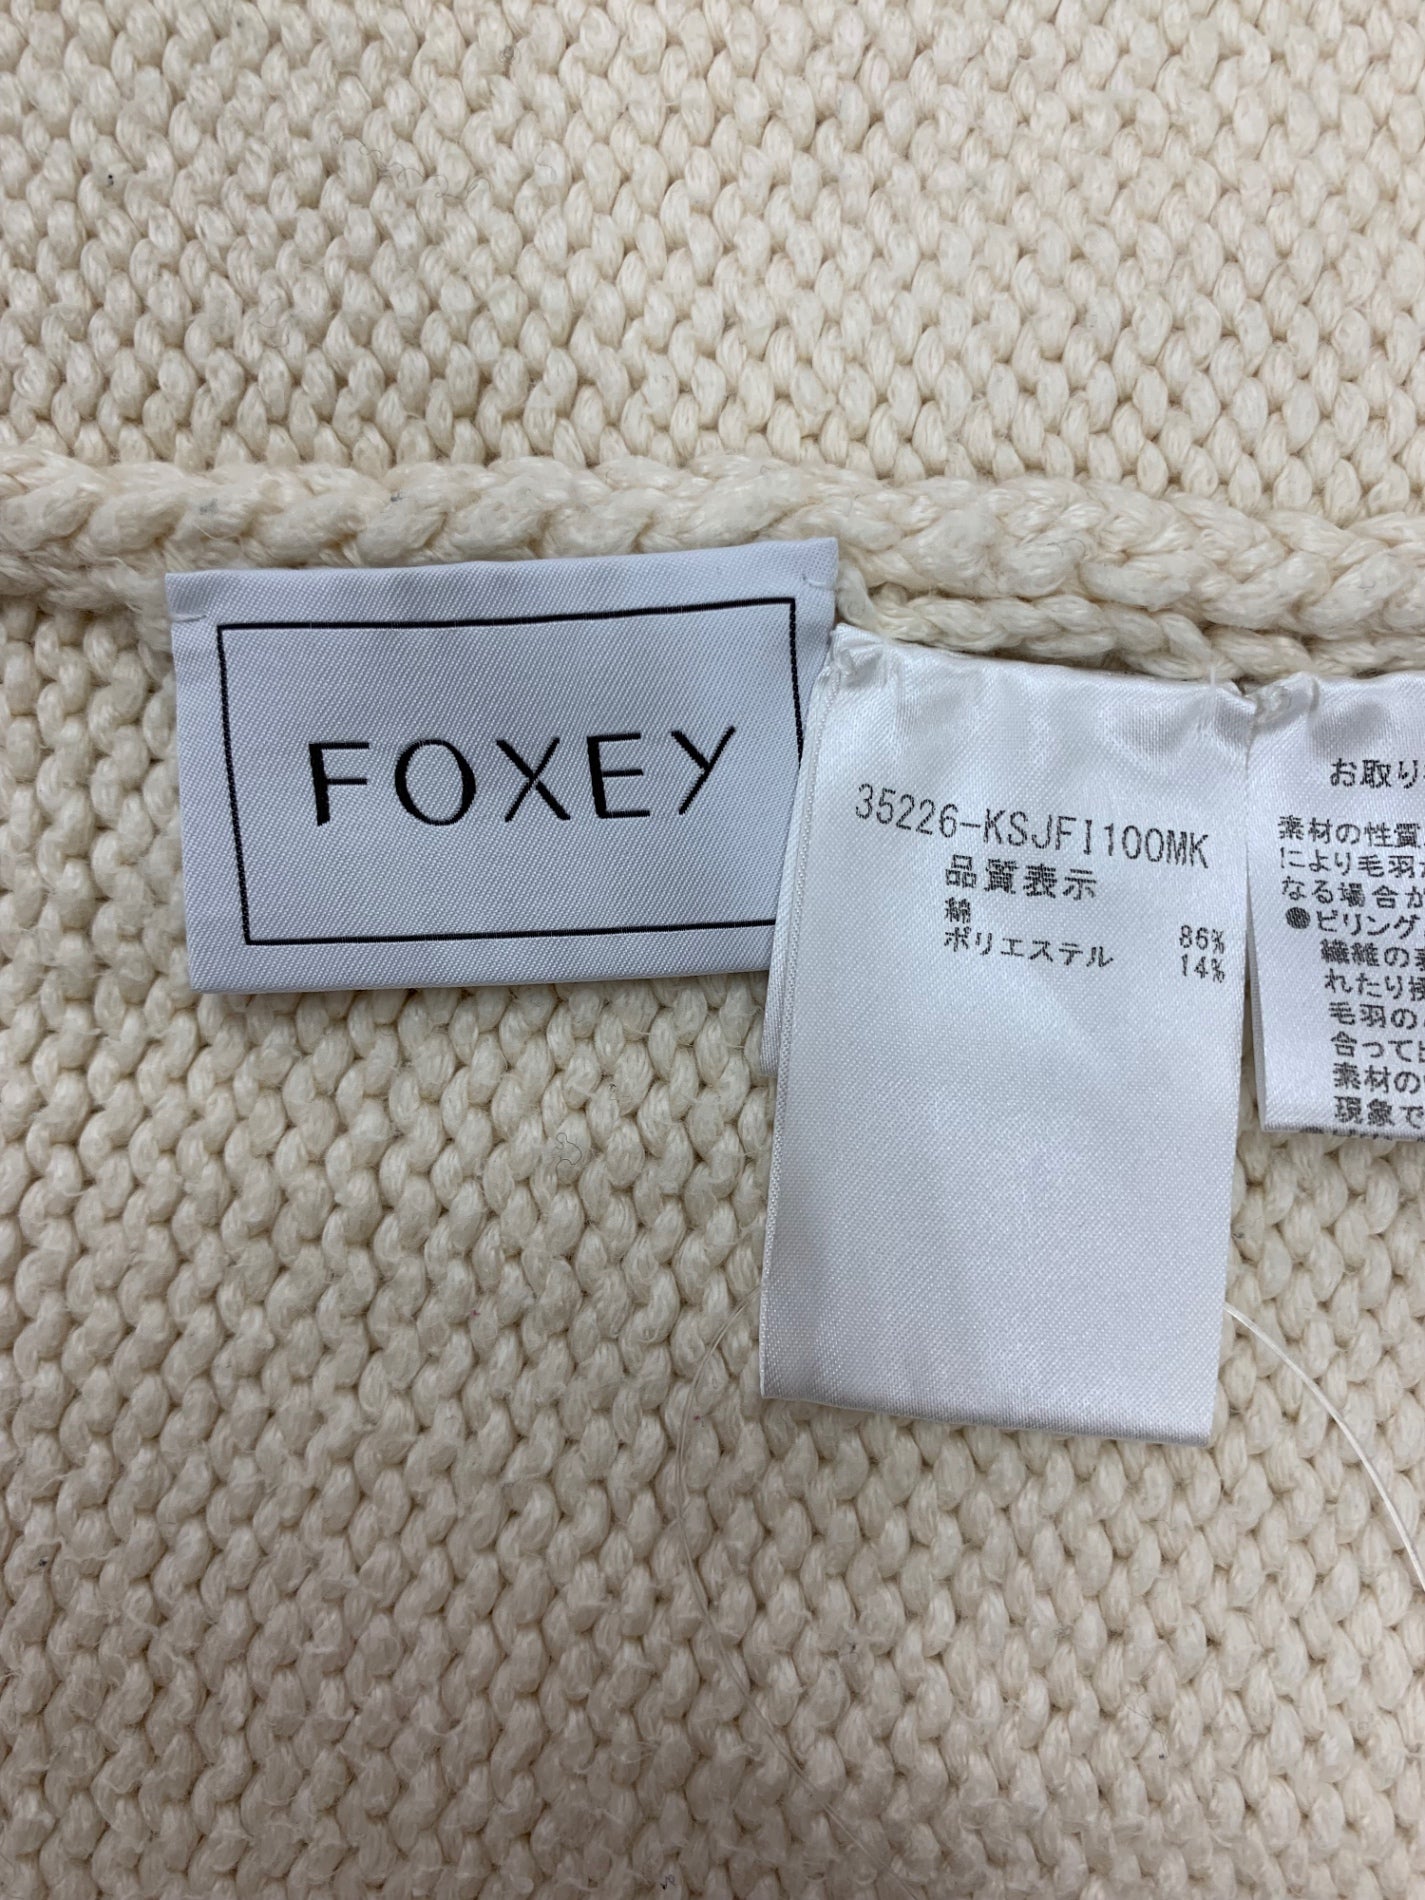 FOXEY
35226-KSJFI100MK
品質表示
綿 86%
ポリエステル 14%
お取り
素材の性質
により毛羽
なる場合が
●ピリング
繊維の
れたり
毛羽の
合って
素材の
現象で